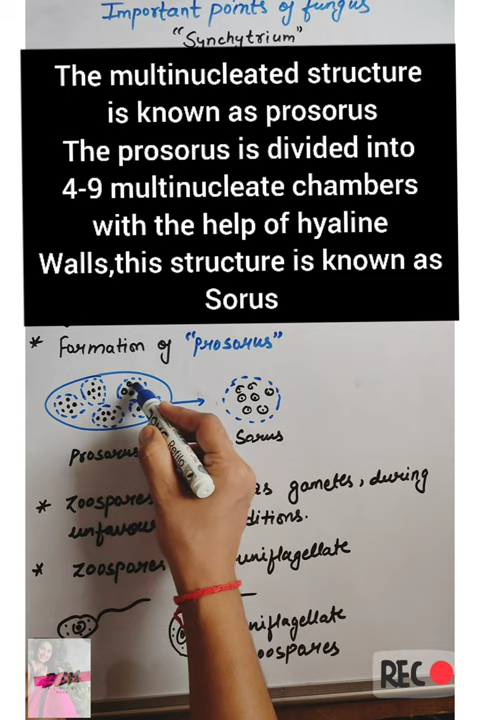 Important points of fungus
"Synchytrium"
The multinucleated structure
is known as prosorus
The prosorus is divided into
4-9 multinucleate chambers
with the help of hyaline
Walls,this structure is known as
Sorus
* Formation of "Prosorus"
Prosorus
Sorus
* Zoospores as gametes, during
unfavou ditions.
* Zoospores uniflagellate
niflagellate
oospores
REC